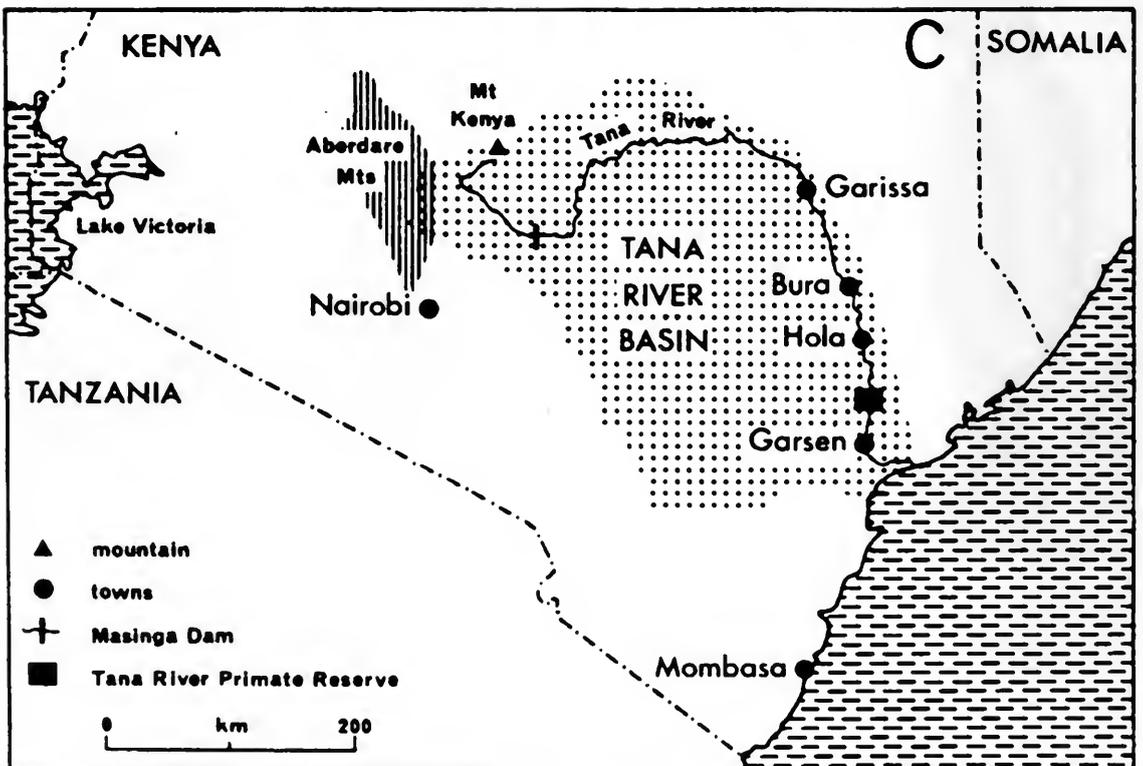 KENYA
C
SOMALIA
Mt
Kenya
Tana River
Aberdare
Mts
Garissa
Lake Victoria
TANA
RIVER
BASIN
Bura
Nairobi
Hola
TANZANIA
Garsen
mountain
towns
Masinga Dam
Tana River Primate Reserve
Mombasa
0 km 200